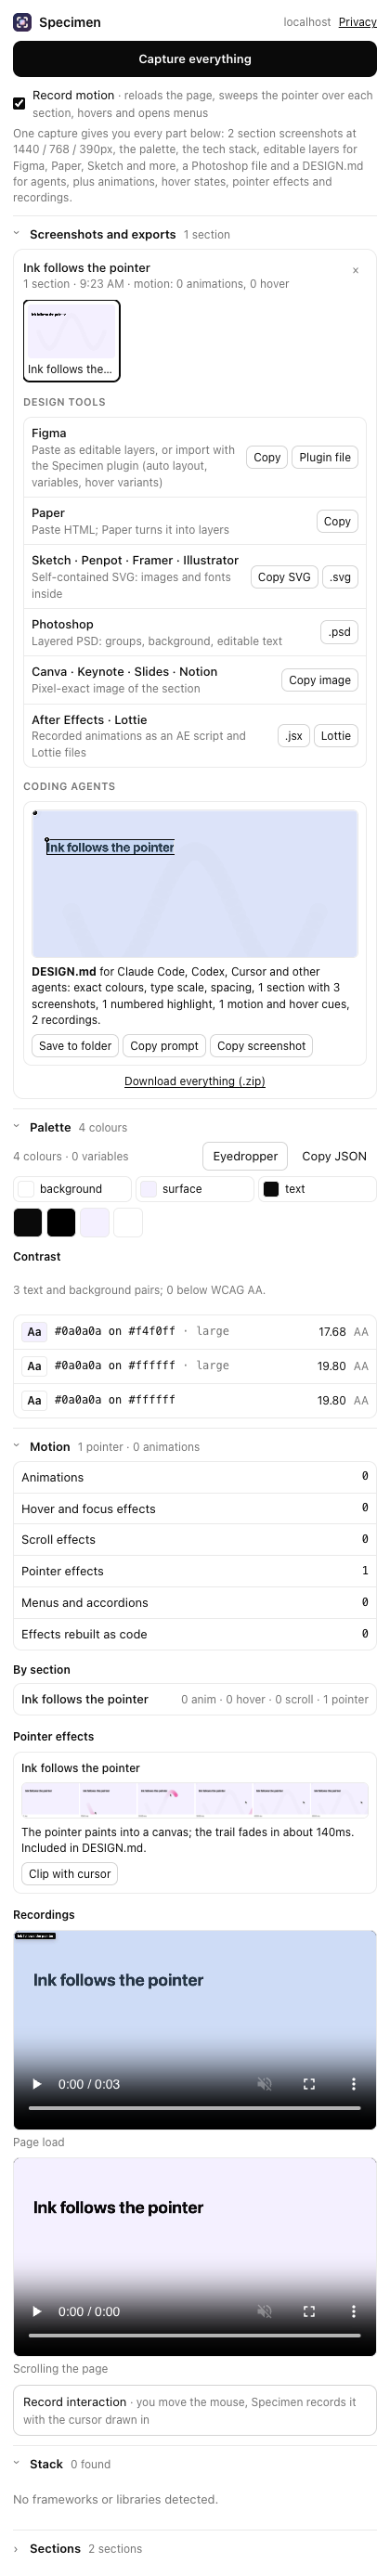 Specimen
localhost Privacy
Capture everything
Record motion · reloads the page, sweeps the pointer over each
section, hovers and opens menus
One capture gives you every part below: 2 section screenshots at
1440 / 768 / 390px, the palette, the tech stack, editable layers for
Figma, Paper, Sketch and more, a Photoshop file and a DESIGN.md
for agents, plus animations, hover states, pointer effects and
recordings.
Screenshots and exports 1 section
Ink follows the pointer
1 section · 9:23 AM · motion: 0 animations, 0 hover
Ink follows the pointer
Ink follows the...
DESIGN TOOLS
Figma
Paste as editable layers, or import with
the Specimen plugin (auto layout,
variables, hover variants)
Copy Plugin file
Paper
Paste HTML; Paper turns it into layers
Copy
Sketch · Penpot · Framer · Illustrator
Self-contained SVG: images and fonts
inside
Copy SVG .svg
Photoshop
Layered PSD: groups, background, editable text
.psd
Canva · Keynote · Slides · Notion
Pixel-exact image of the section
Copy image
After Effects · Lottie
Recorded animations as an AE script and
Lottie files
.jsx Lottie
CODING AGENTS
Ink follows the pointer
DESIGN.md for Claude Code, Codex, Cursor and other
agents: exact colours, type scale, spacing, 1 section with 3
screenshots, 1 numbered highlight, 1 motion and hover cues,
2 recordings.
Save to folder Copy prompt Copy screenshot
Download everything (.zip)
Palette 4 colours
4 colours · 0 variables
Eyedropper Copy JSON
background surface text
Contrast
3 text and background pairs; 0 below WCAG AA.
Aa #0a0a0a on #f4f0ff · large 17.68 AA
Aa #0a0a0a on #ffffff · large 19.80 AA
Aa #0a0a0a on #ffffff 19.80 AA
Motion 1 pointer · 0 animations
Animations 0
Hover and focus effects 0
Scroll effects 0
Pointer effects 1
Menus and accordions 0
Effects rebuilt as code 0
By section
Ink follows the pointer 0 anim · 0 hover · 0 scroll · 1 pointer
Pointer effects
Ink follows the pointer
The pointer paints into a canvas; the trail fades in about 140ms.
Included in DESIGN.md.
Clip with cursor
Recordings
Ink follows the pointer
0:00 / 0:03
Page load
Ink follows the pointer
0:00 / 0:00
Scrolling the page
Record interaction · you move the mouse, Specimen records it
with the cursor drawn in
Stack 0 found
No frameworks or libraries detected.
Sections 2 sections